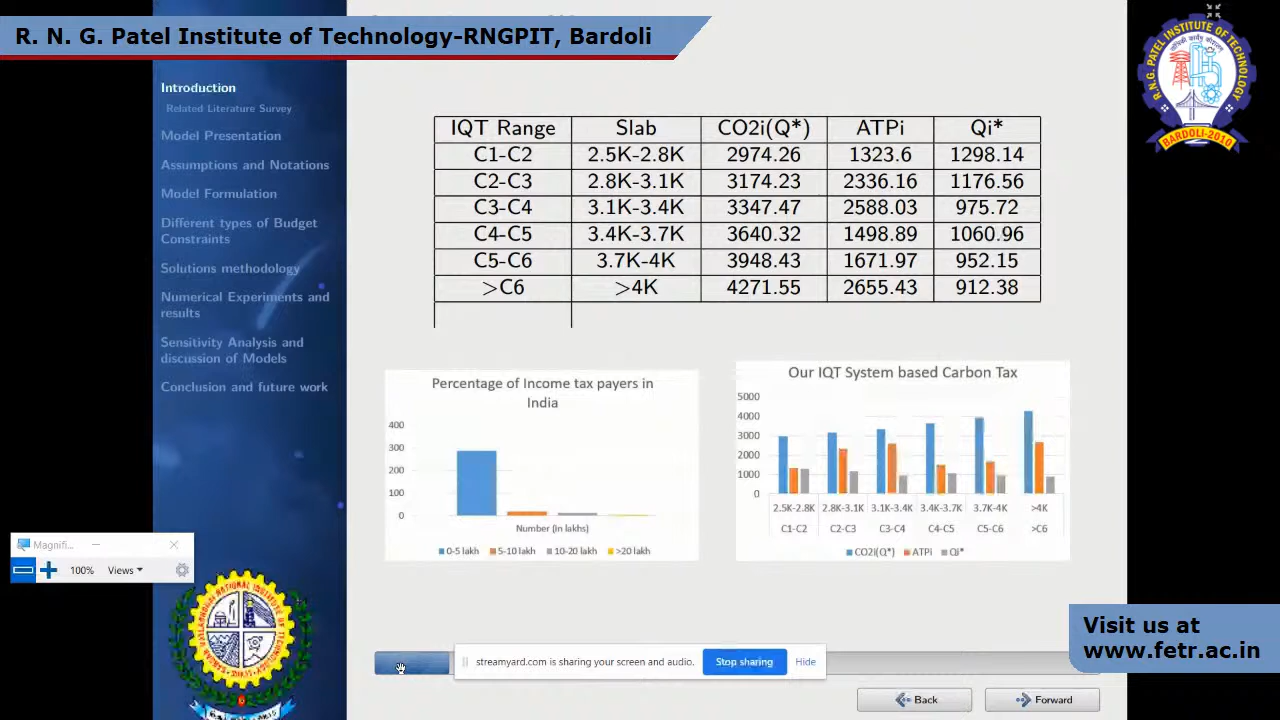 R. N. G. Patel Institute of Technology-RNGPIT, Bardoli
R. N. G. PATEL INSTITUTE OF TECHNOLOGY
BARDOLI-2010
Introduction
Related Literature Survey
Model Presentation
Assumptions and Notations
Model Formulation
Different types of Budget
Constraints
Solutions methodology
Numerical Experiments and
results
Sensitivity Analysis and
discussion of Models
Conclusion and future work
IQT Range Slab CO2i(Q*) ATPi Qi*
C1-C2 2.5K-2.8K 2974.26 1323.6 1298.14
C2-C3 2.8K-3.1K 3174.23 2336.16 1176.56
C3-C4 3.1K-3.4K 3347.47 2588.03 975.72
C4-C5 3.4K-3.7K 3640.32 1498.89 1060.96
C5-C6 3.7K-4K 3948.43 1671.97 952.15
>C6 >4K 4271.55 2655.43 912.38
Percentage of Income tax payers in
India
400
300
200
100
0
Number (in lakhs)
0-5 lakh 5-10 lakh 10-20 lakh >20 lakh
Our IQT System based Carbon Tax
5000
4000
3000
2000
1000
0
2.5K-2.8K 2.8K-3.1K 3.1K-3.4K 3.4K-3.7K 3.7K-4K >4K
C1-C2 C2-C3 C3-C4 C4-C5 C5-C6 >C6
CO2i(Q*) ATPi Qi*
Magnifi...
100% Views
streamyard.com is sharing your screen and audio. Stop sharing Hide
Back Forward
Visit us at
www.fetr.ac.in